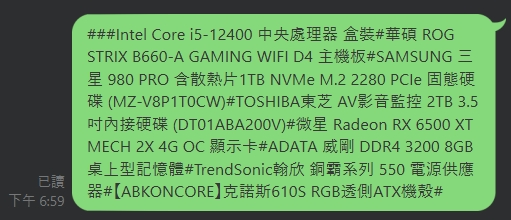 ###Intel Core i5-12400 中央處理器 盒裝#華碩 ROG
STRIX B660-A GAMING WIFI D4 主機板#SAMSUNG 三
星 980 PRO 含散熱片1TB NVMe M.2 2280 PCIe 固態硬
碟 (MZ-V8P1T0CW)#TOSHIBA東芝 AV影音監控 2TB 3.5
吋內接硬碟 (DT01ABA200V)#微星 Radeon RX 6500 XT
MECH 2X 4G OC 顯示卡#ADATA 威剛 DDR4 3200 8GB
桌上型記憶體#TrendSonic翰欣 銅霸系列 550 電源供應
器#【ABKONCORE】克諾斯610S RGB透側ATX機殼#
已讀
下午 6:59